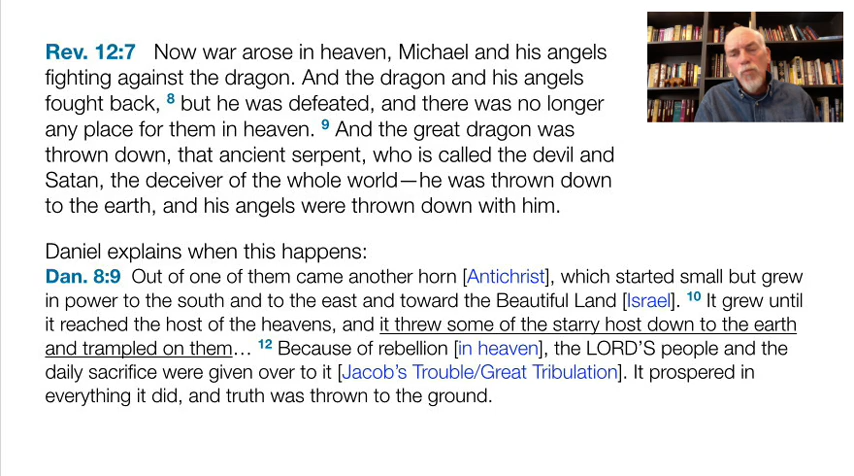 Rev. 12:7 Now war arose in heaven, Michael and his angels
fighting against the dragon. And the dragon and his angels
fought back, 8 but he was defeated, and there was no longer
any place for them in heaven. 9 And the great dragon was
thrown down, that ancient serpent, who is called the devil and
Satan, the deceiver of the whole world—he was thrown down
to the earth, and his angels were thrown down with him.
Daniel explains when this happens:
Dan. 8:9 Out of one of them came another horn [Antichrist], which started small but grew
in power to the south and to the east and toward the Beautiful Land [Israel]. 10 It grew until
it reached the host of the heavens, and it threw some of the starry host down to the earth
and trampled on them… 12 Because of rebellion [in heaven], the LORD'S people and the
daily sacrifice were given over to it [Jacob's Trouble/Great Tribulation]. It prospered in
everything it did, and truth was thrown to the ground.